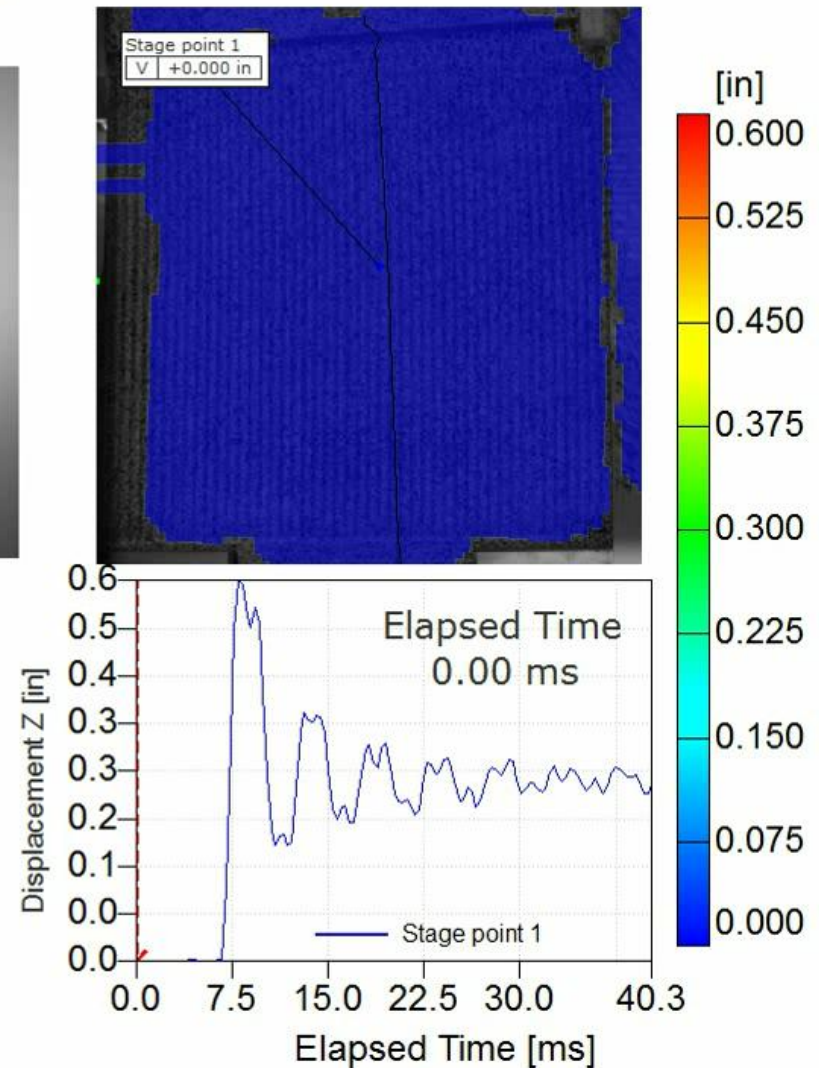 Stage point 1
V +0.000 in
[in]
0.600
0.525
0.450
0.375
0.300
0.225
0.150
0.075
0.000
0.6
0.5
0.4
0.3
0.3
0.2
0.1
0.0
0.0
Displacement Z [in]
Elapsed Time
0.00 ms
Stage point 1
0.0 7.5 15.0 22.5 30.0 40.3
Elapsed Time [ms]